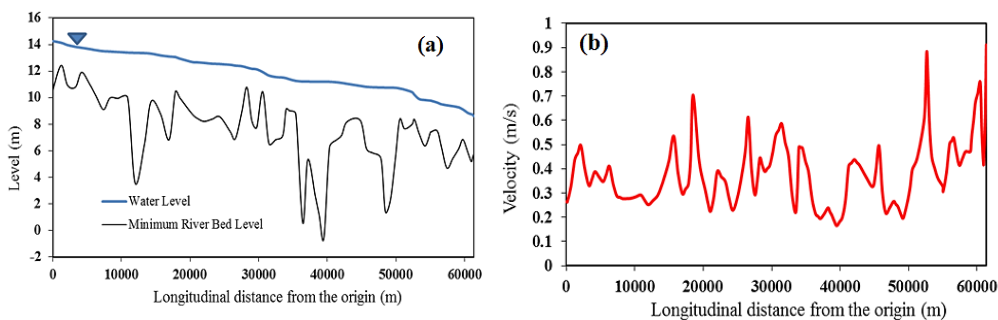 16
14
12
10
8
6
4
2
0
-2
Level (m)
(a)
Water Level
Minimum River Bed Level
0 10000 20000 30000 40000 50000 60000
Longitudinal distance from the origin (m)
1
0.9
0.8
0.7
0.6
0.5
0.4
0.3
0.2
0.1
0
Velocity (m/s)
(b)
0 10000 20000 30000 40000 50000 60000
Longitudinal distance from the origin (m)